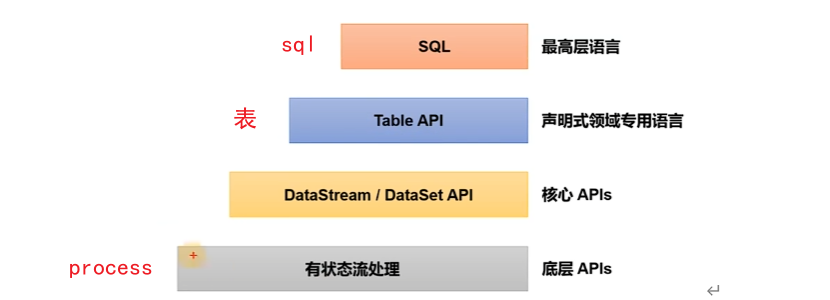 sql SQL 最高层语言
表 Table API 声明式领域专用语言
DataStream / DataSet API 核心 APIs
process 有状态流处理 底层 APIs